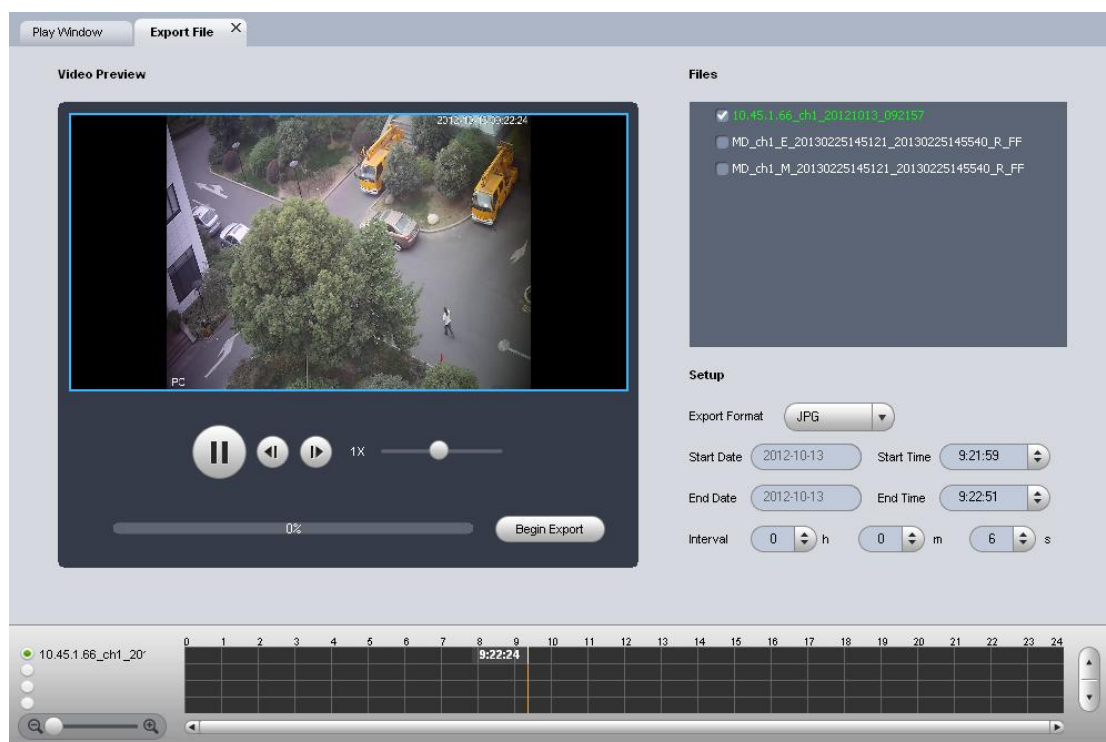 Play Window Export File X
Video Preview
Files
09:22:24
10.45.1.66_ch1_20121013_092157
MD_ch1_E_20130225145121_20130225145540_R_FF
MD_ch1_M_20130225145121_20130225145540_R_FF
PC
Setup
Export Format JPG
1X
Start Date 2012-10-13 Start Time 9:21:59
End Date 2012-10-13 End Time 9:22:51
0% Begin Export
Interval 0 h 0 m 6 s
0 1 2 3 4 5 6 7 8 9 10 11 12 13 14 15 16 17 18 19 20 21 22 23 24
10.45.1.66_ch1_20
9:22:24